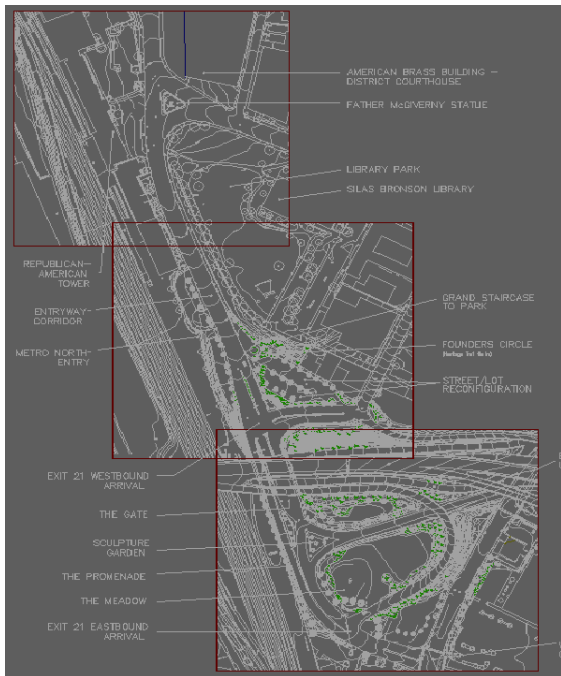 AMERICAN BRASS BUILDING –
DISTRICT COURTHOUSE
FATHER McGIVERNY STATUE
LIBRARY PARK
SILAS BRONSON LIBRARY
REPUBLICAN–
AMERICAN
TOWER
ENTRYWAY–
CORRIDOR
METRO NORTH–
ENTRY
GRAND STAIRCASE
TO PARK
FOUNDERS CIRCLE
STREET/LOT
RECONFIGURATION
EXIT 21 WESTBOUND
ARRIVAL
THE GATE
SCULPTURE
GARDEN
THE PROMENADE
THE MEADOW
EXIT 21 EASTBOUND
ARRIVAL